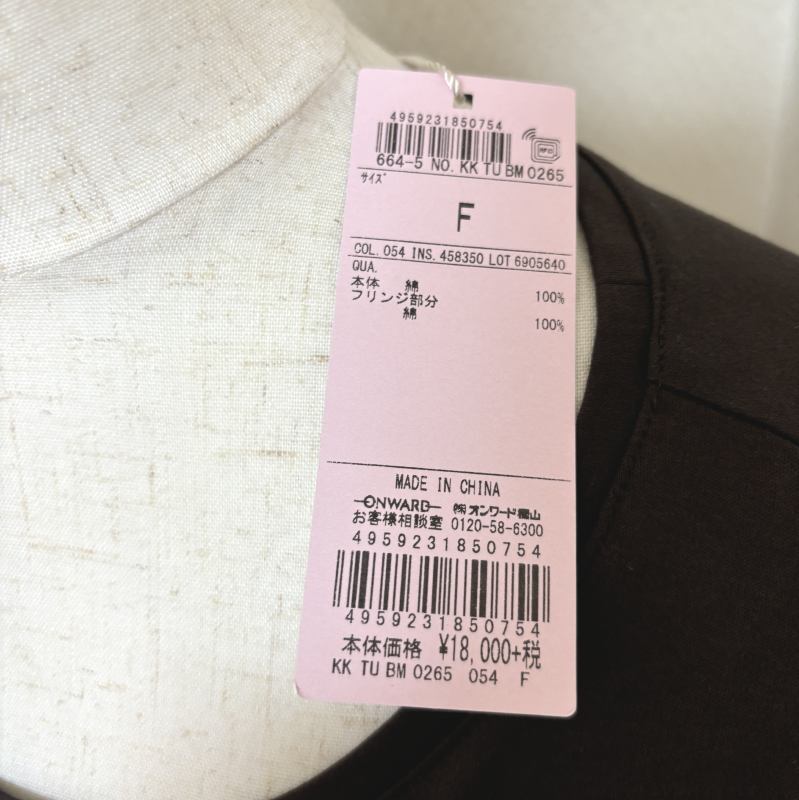 4959231850754
RFID
664-5 NO. KK TU BM 0265
サイズ
F
COL. 054 INS. 458350 LOT 6905640
QUA.
本体 綿 100%
フリンジ部分
綿 100%
MADE IN CHINA
ONWARD ㈱オンワード樫山
お客様相談室 0120-58-6300
4959231850754
4959231850754
本体価格 ¥18,000+税
KK TU BM 0265 054 F